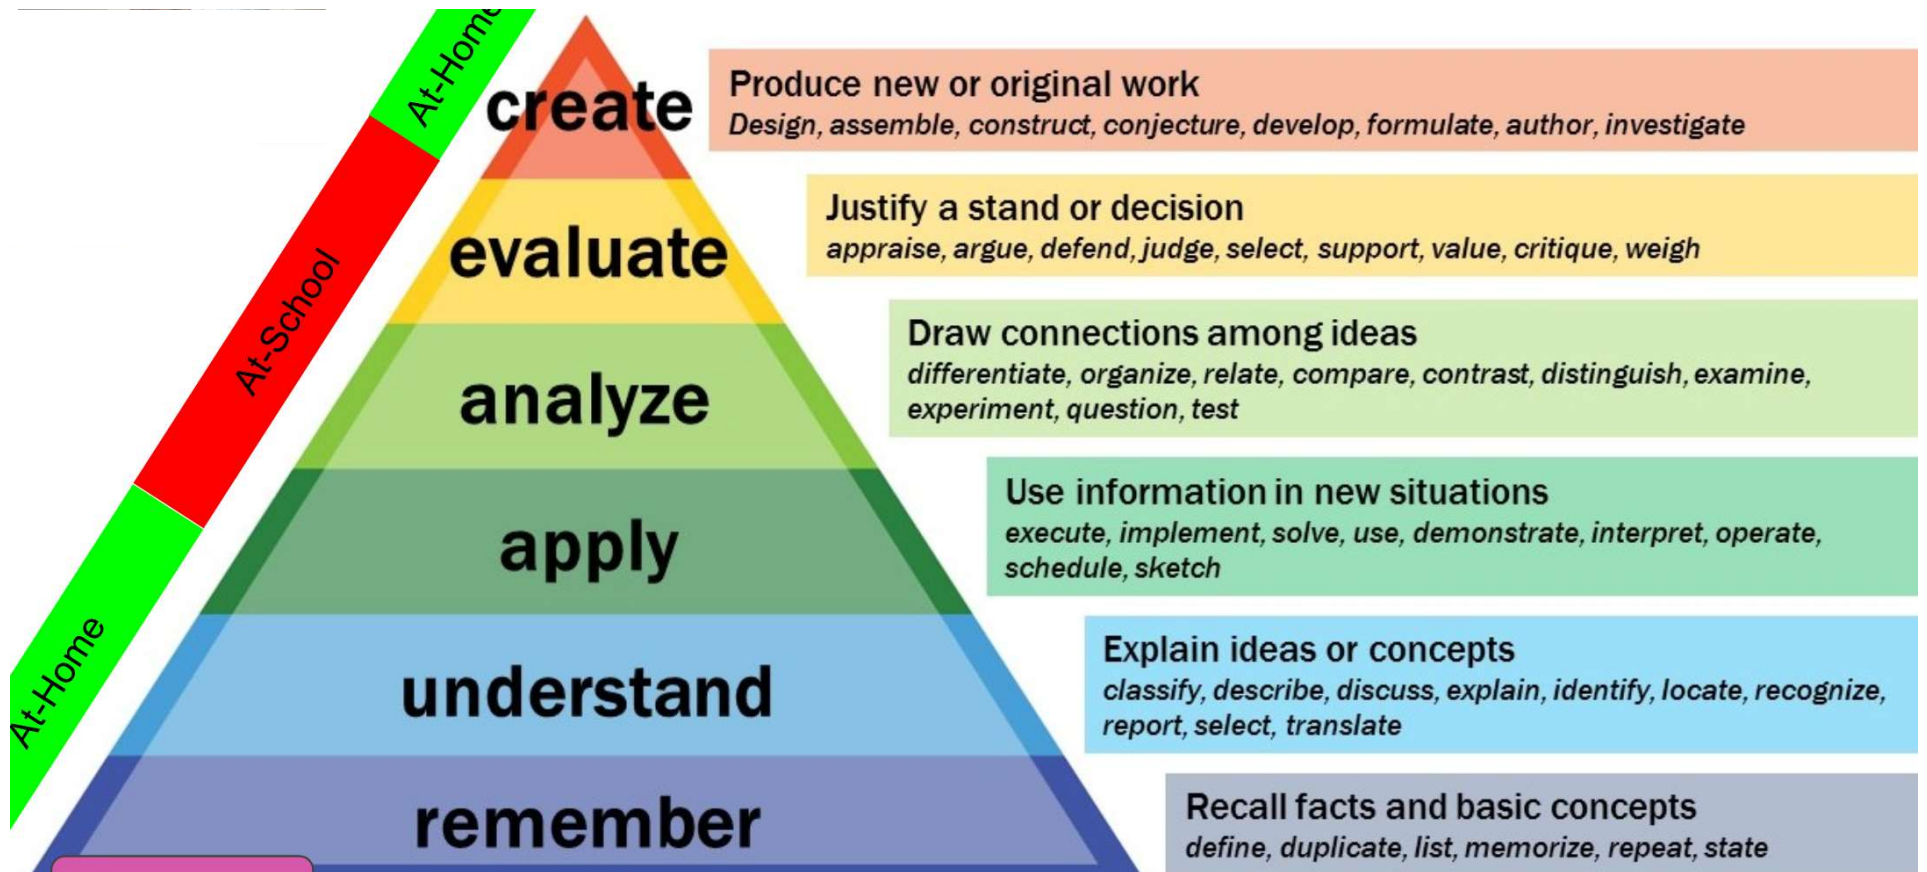 At-Home
create
Produce new or original work
Design, assemble, construct, conjecture, develop, formulate, author, investigate
evaluate
Justify a stand or decision
appraise, argue, defend, judge, select, support, value, critique, weigh
At-School
analyze
Draw connections among ideas
differentiate, organize, relate, compare, contrast, distinguish, examine,
experiment, question, test
apply
Use information in new situations
execute, implement, solve, use, demonstrate, interpret, operate,
schedule, sketch
At-Home
understand
Explain ideas or concepts
classify, describe, discuss, explain, identify, locate, recognize,
report, select, translate
remember
Recall facts and basic concepts
define, duplicate, list, memorize, repeat, state